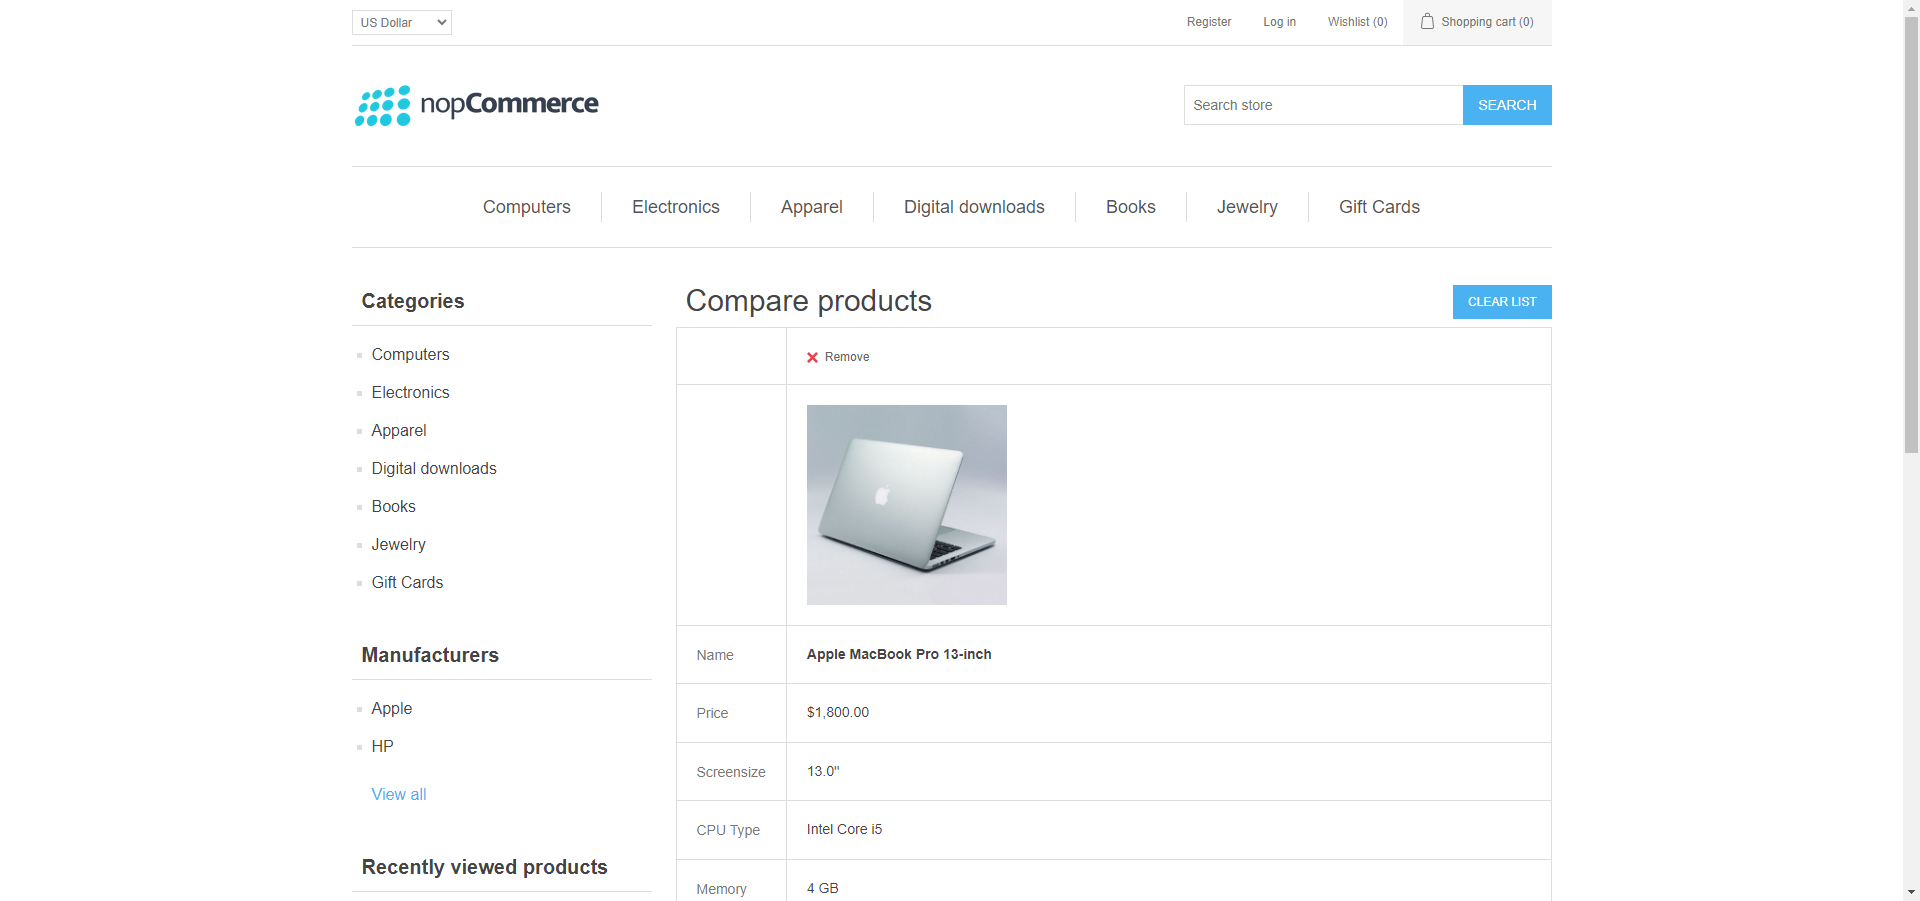 US Dollar
Register
Log in
Wishlist (0)
Shopping cart (0)
nopCommerce
Search store
SEARCH
Computers
Electronics
Apparel
Digital downloads
Books
Jewelry
Gift Cards
Categories
Computers
Electronics
Apparel
Digital downloads
Books
Jewelry
Gift Cards
Manufacturers
Apple
HP
View all
Recently viewed products
Compare products
CLEAR LIST
Remove
Name
Apple MacBook Pro 13-inch
Price
$1,800.00
Screensize
13.0''
CPU Type
Intel Core i5
Memory
4 GB